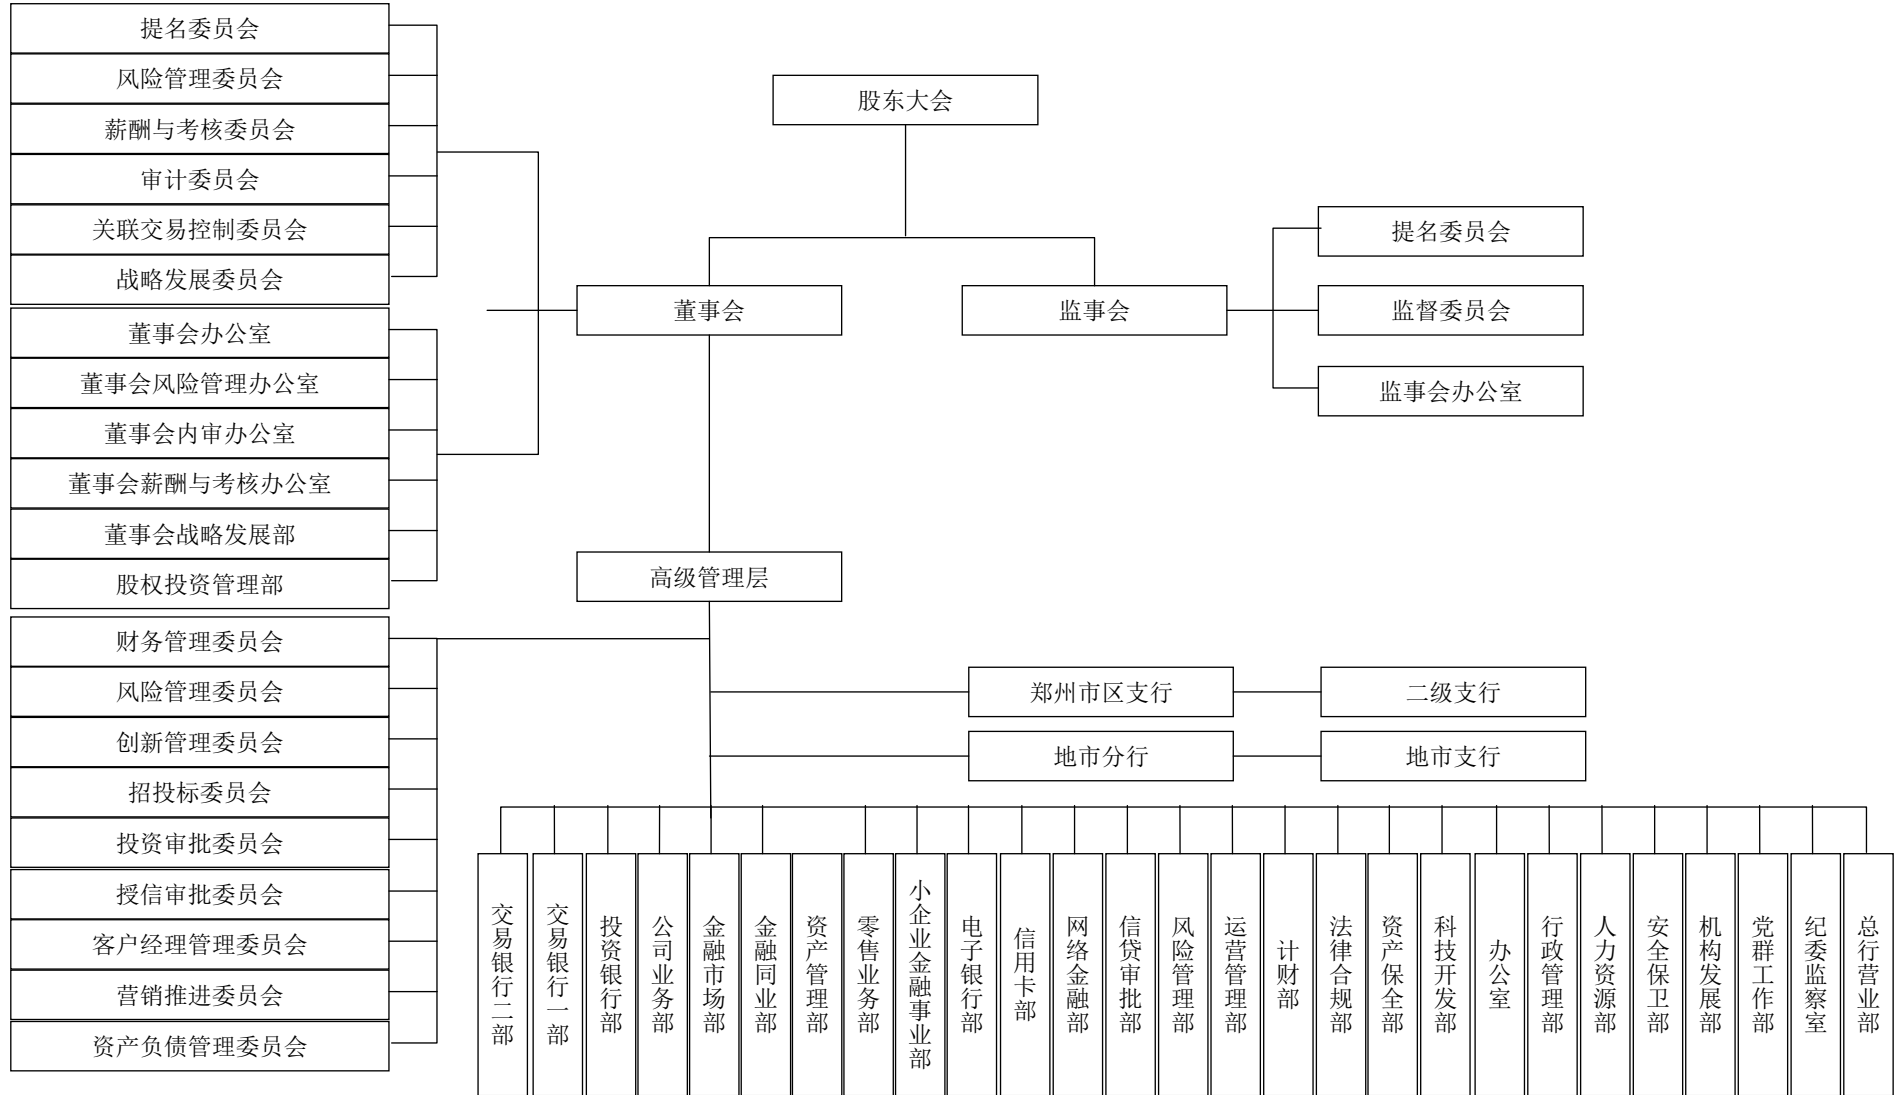 提名委员会
风险管理委员会
薪酬与考核委员会
审计委员会
关联交易控制委员会
战略发展委员会
董事会办公室
董事会风险管理办公室
董事会内审办公室
董事会薪酬与考核办公室
董事会战略发展部
股权投资管理部
财务管理委员会
风险管理委员会
创新管理委员会
招投标委员会
投资审批委员会
授信审批委员会
客户经理管理委员会
营销推进委员会
资产负债管理委员会
股东大会
董事会
监事会
提名委员会
监督委员会
监事会办公室
高级管理层
郑州市区支行
二级支行
地市分行
地市支行
交易银行二部
交易银行一部
投资银行部
公司业务部
金融市场部
金融同业部
资产管理部
零售业务部
小企业金融事业部
电子银行部
信用卡部
网络金融部
信贷审批部
风险管理部
运营管理部
计财部
法律合规部
资产保全部
科技开发部
办公室
行政管理部
人力资源部
安全保卫部
机构发展部
党群工作部
纪委监察室
总行营业部